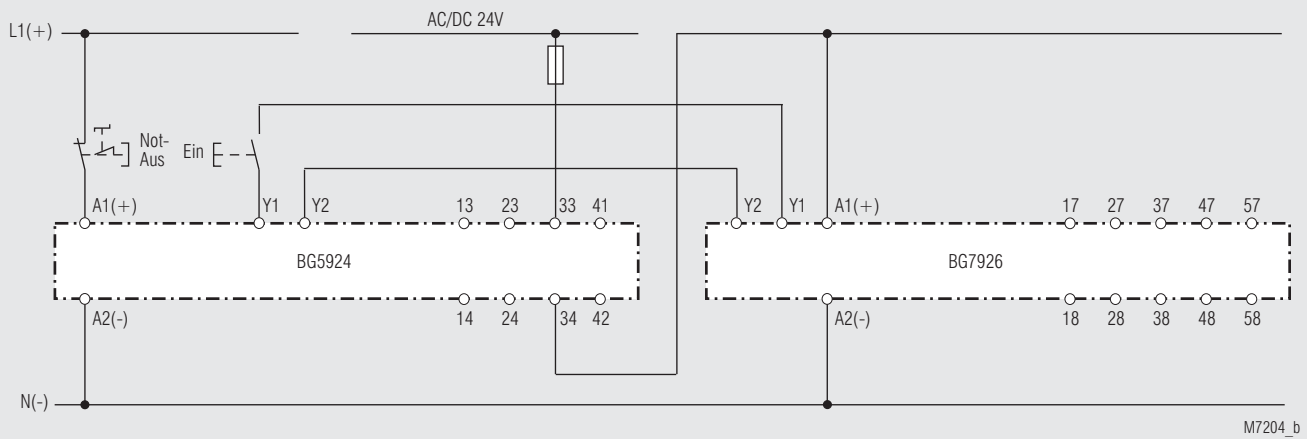 AC/DC 24V
L1(+)
Not-
Aus
Ein
A1(+) Y1 Y2 13 23 33 41 Y2 Y1 A1(+) 17 27 37 47 57
BG5924 BG7926
A2(-) 14 24 34 42 A2(-) 18 28 38 48 58
N(-)
M7204_b